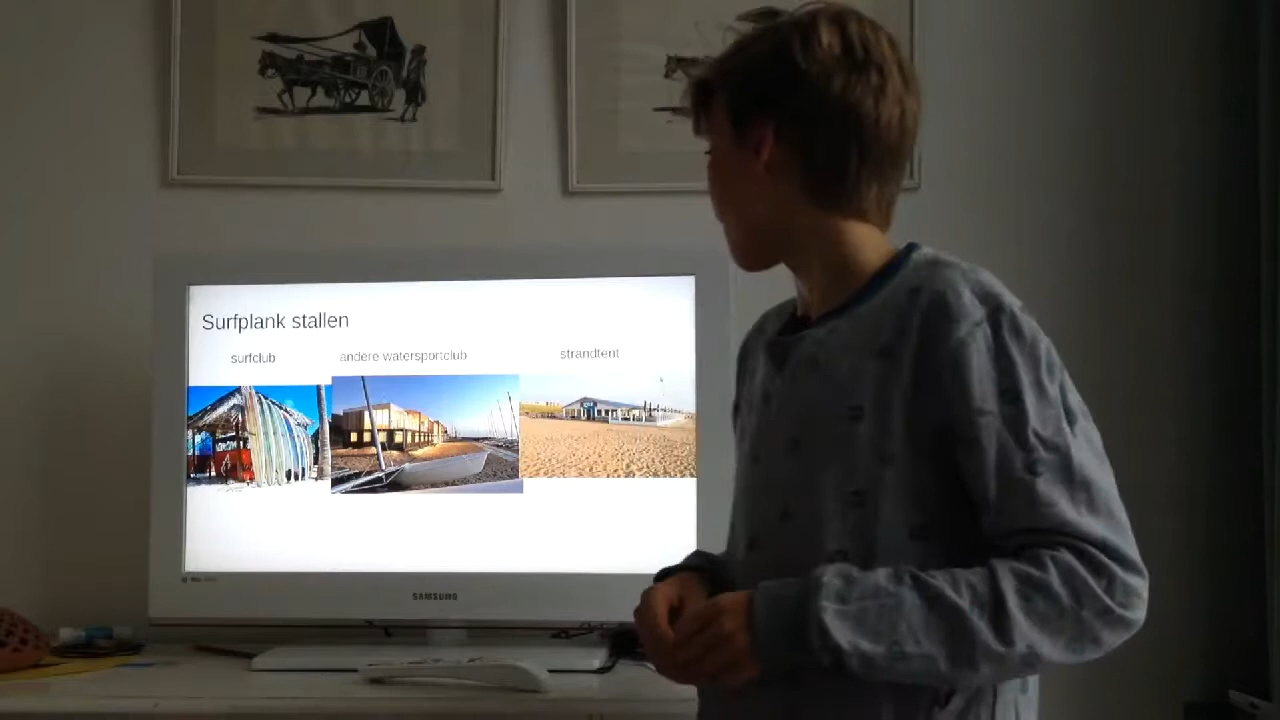 Surfplank stallen
surfclub
andere watersportclub
strandtent
SAMSUNG